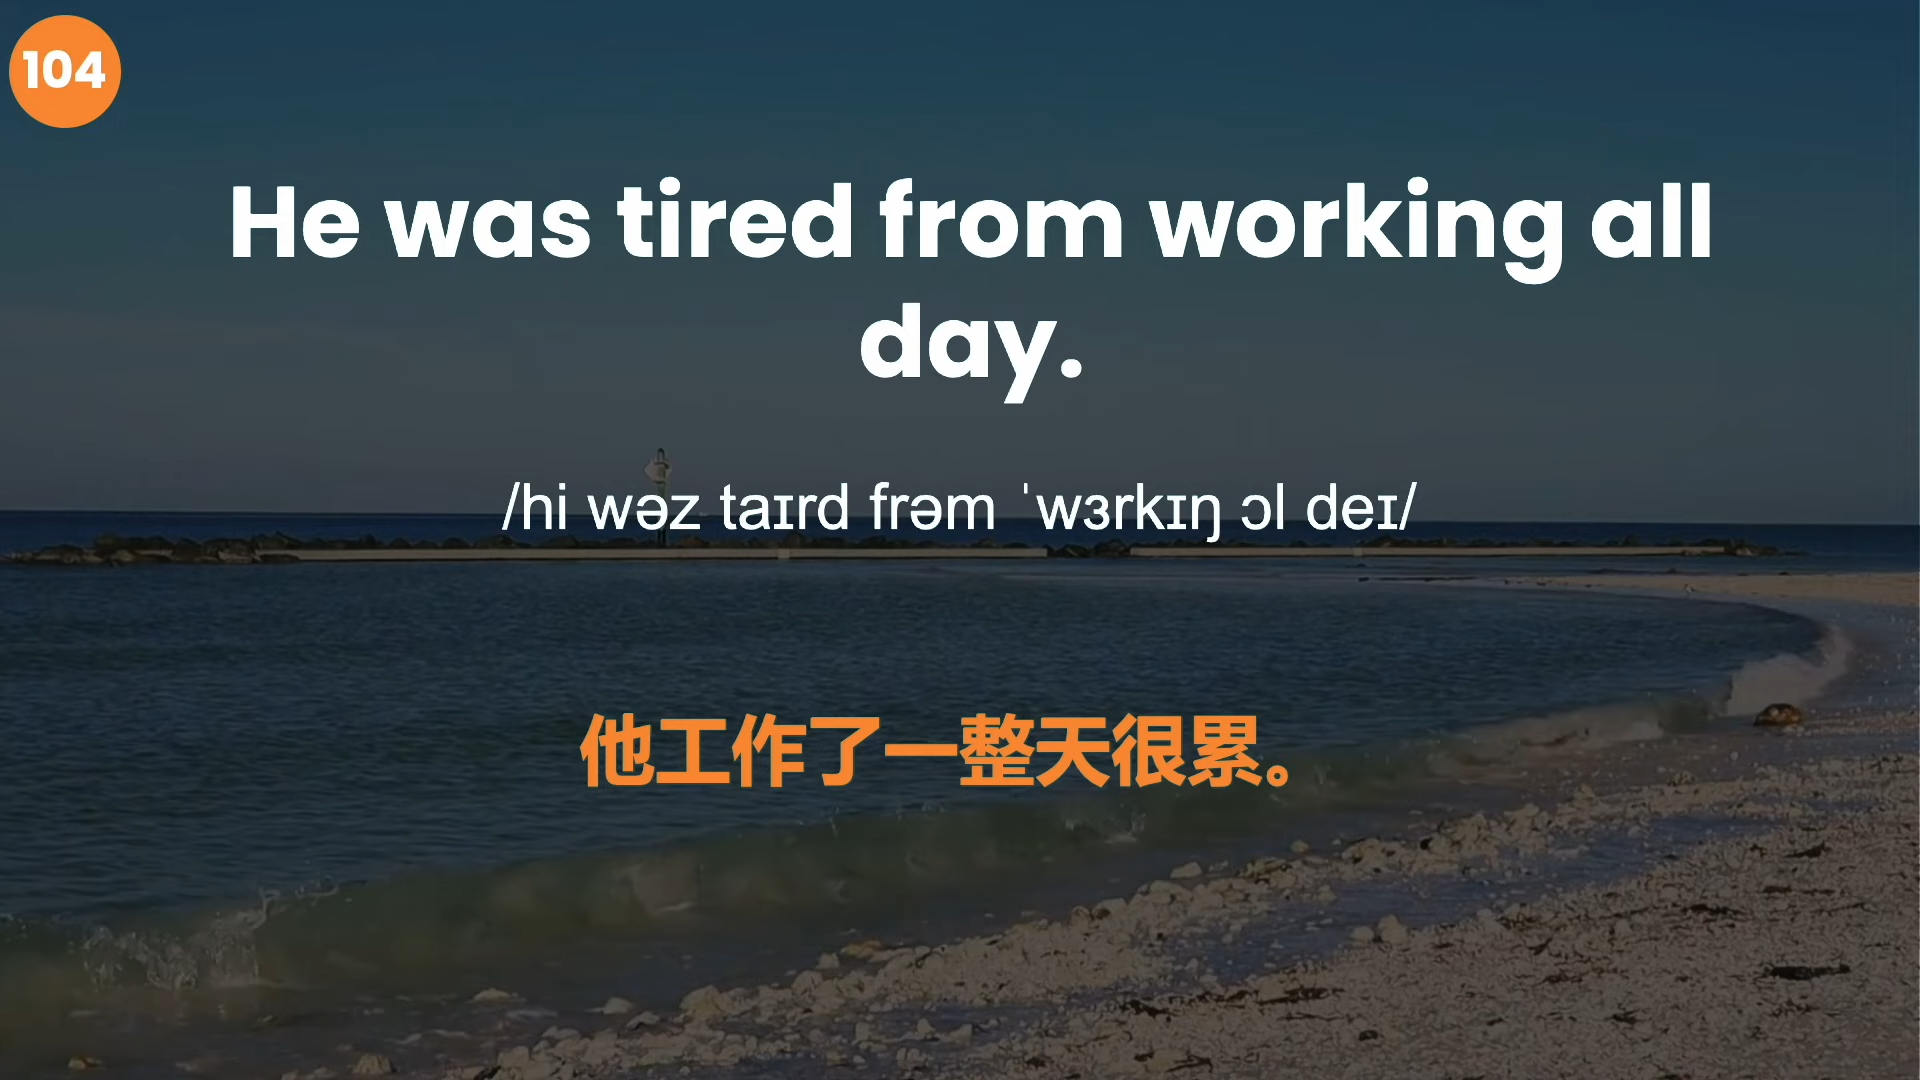 104
He was tired from working all
day.
/hi wəz taɪrd frəm ˈwɜrkɪŋ ɔl deɪ/
他工作了一整天很累。